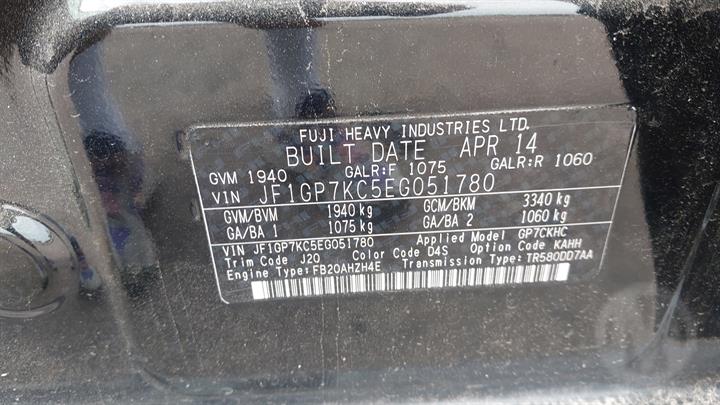 FUJI HEAVY INDUSTRIES LTD.
BUILT DATE APR 14
GVM 1940 GALR:F 1075 GALR:R 1060
VIN JF1GP7KC5EG051780
GVM/BVM 1940 kg GCM/BKM 3340 kg
GA/BA 1 1075 kg GA/BA 2 1060 kg
VIN JF1GP7KC5EG051780 Applied Model GP7CKHC
Trim Code J20 Color Code D4S Option Code KAHH
Engine Type:FB20AHZH4E Transmission Type:TR580DD7AA